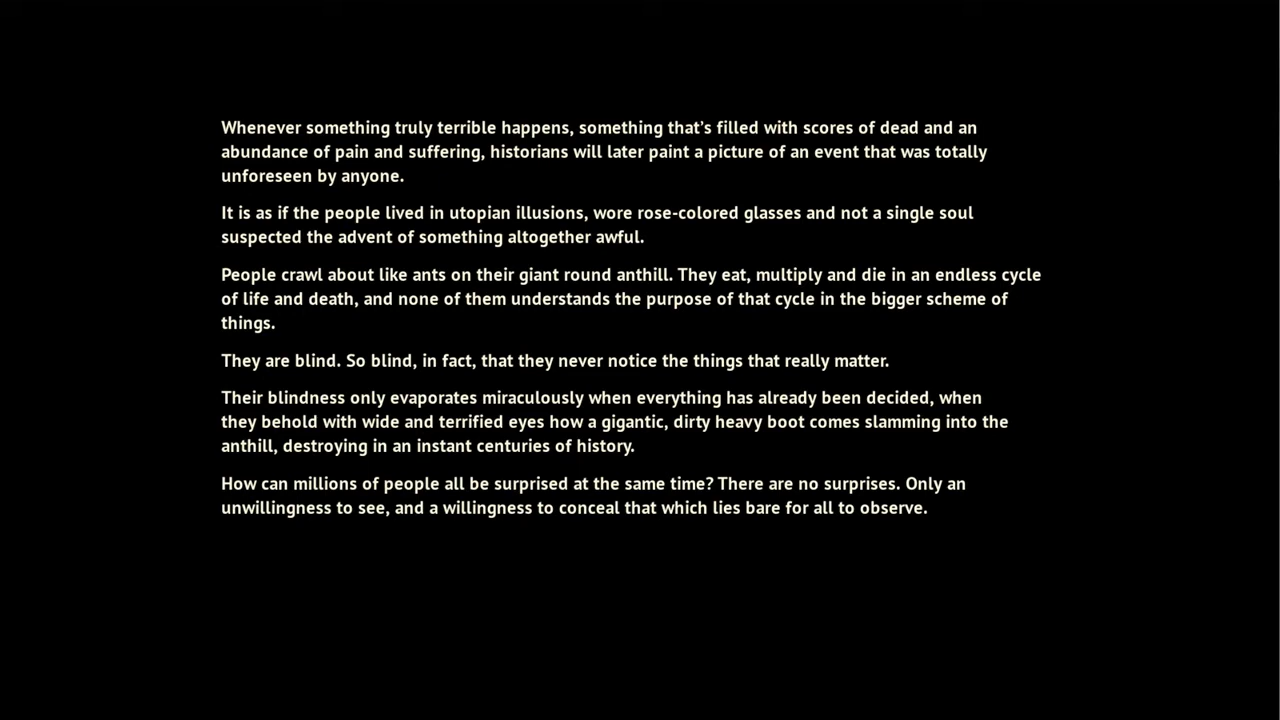 Whenever something truly terrible happens, something that’s filled with scores of dead and an
abundance of pain and suffering, historians will later paint a picture of an event that was totally
unforeseen by anyone.
It is as if the people lived in utopian illusions, wore rose-colored glasses and not a single soul
suspected the advent of something altogether awful.
People crawl about like ants on their giant round anthill. They eat, multiply and die in an endless cycle
of life and death, and none of them understands the purpose of that cycle in the bigger scheme of
things.
They are blind. So blind, in fact, that they never notice the things that really matter.
Their blindness only evaporates miraculously when everything has already been decided, when
they behold with wide and terrified eyes how a gigantic, dirty heavy boot comes slamming into the
anthill, destroying in an instant centuries of history.
How can millions of people all be surprised at the same time? There are no surprises. Only an
unwillingness to see, and a willingness to conceal that which lies bare for all to observe.